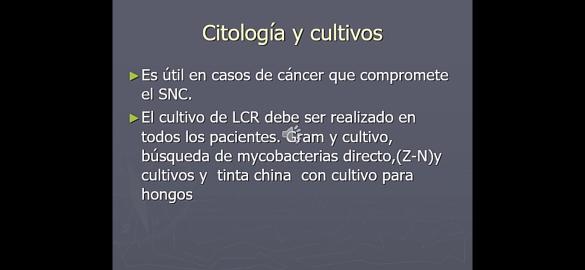 Citología y cultivos
Es útil en casos de cáncer que compromete
el SNC.
El cultivo de LCR debe ser realizado en
todos los pacientes. Gram y cultivo,
búsqueda de mycobacterias directo,(Z-N)y
cultivos y tinta china con cultivo para
hongos